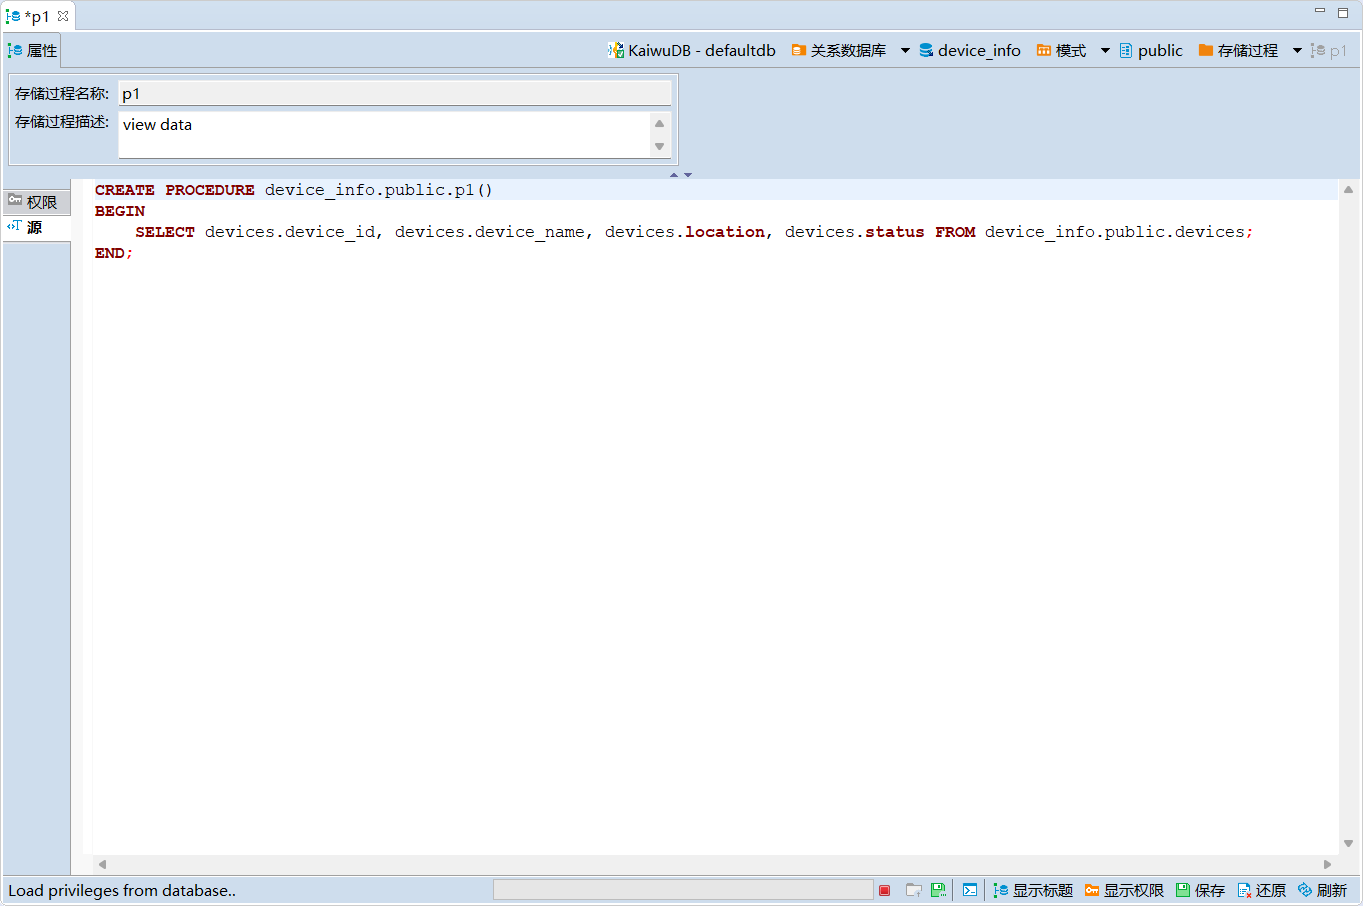 *p1
属性 KaiwuDB - defaultdb 关系数据库 device_info 模式 public 存储过程 p1
存储过程名称: p1
存储过程描述: view data
权限
源
CREATE PROCEDURE device_info.public.p1()
BEGIN
    SELECT devices.device_id, devices.device_name, devices.location, devices.status FROM device_info.public.devices;
END;
Load privileges from database.. 显示标题 显示权限 保存 还原 刷新